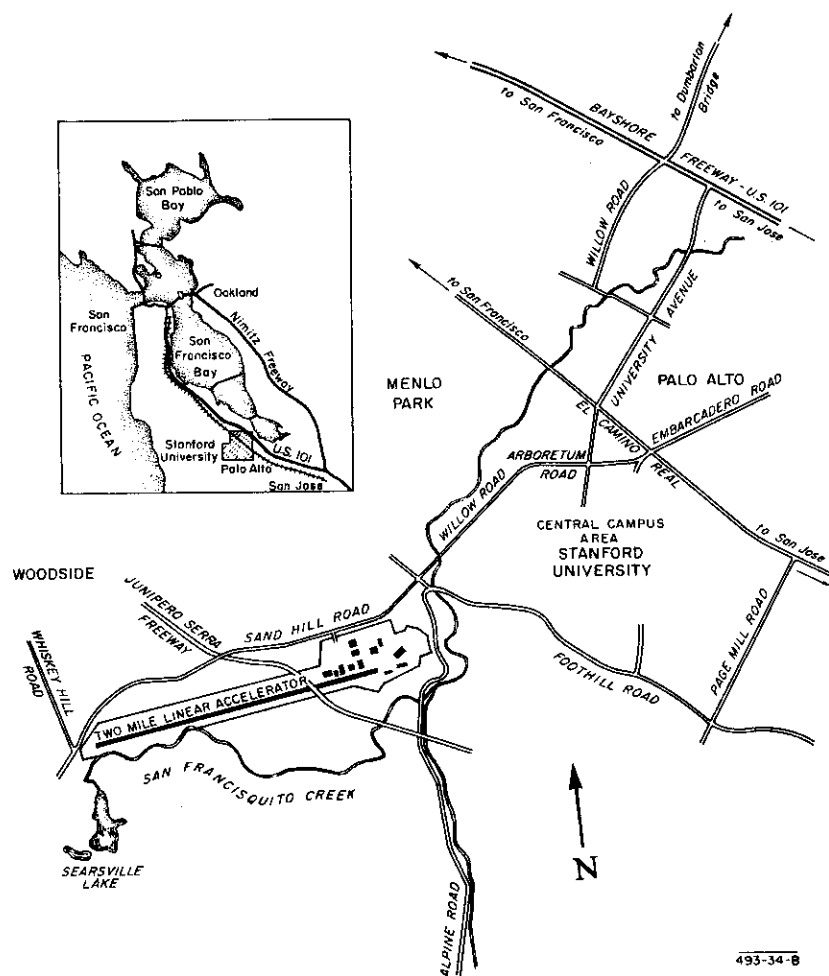 to Dumbarton
Bridge
BAYSHORE
to San Francisco
FREEWAY - U.S. 101
to San Jose
WILLOW ROAD
San Pablo
Bay
Oakland
San
Francisco
San
Francisco
Bay
Nimitz Freeway
PACIFIC OCEAN
Stanford
University
U.S. 101
Palo Alto
San Jose
to San Francisco
UNIVERSITY AVENUE
MENLO
PARK
PALO ALTO
EL CAMINO REAL
EMBARCADERO ROAD
ARBORETUM
ROAD
WILLOW ROAD
CENTRAL CAMPUS
AREA
STANFORD
UNIVERSITY
to San Jose
WOODSIDE
JUNIPERO SERRA
FREEWAY
SAND HILL ROAD
WHISKEY HILL
ROAD
TWO MILE LINEAR ACCELERATOR
FOOTHILL ROAD
PAGE MILL ROAD
SAN FRANCISQUITO CREEK
SEARSVILLE
LAKE
ALPINE ROAD
N
493-34-B